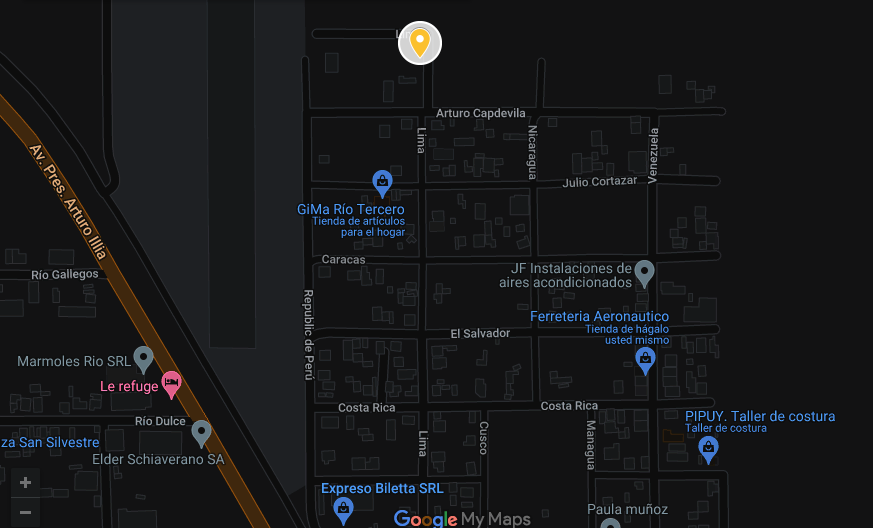 Arturo Capdevila
Lima
Nicaragua
Venezuela
Av. Pres. Arturo Illia
Julio Cortazar
GiMa Río Tercero
Tienda de artículos
para el hogar
Caracas
JF Instalaciones de
aires acondicionados
Río Gallegos
Republic de Perú
Ferreteria Aeronautico
Tienda de hágalo
usted mismo
El Salvador
Marmoles Rio SRL
Le refuge
Costa Rica
Costa Rica
PIPUY. Taller de costura
Taller de costura
Río Dulce
Lima
Cusco
Managua
za San Silvestre
Elder Schiaverano SA
Expreso Biletta SRL
Paula muñoz
Google My Maps